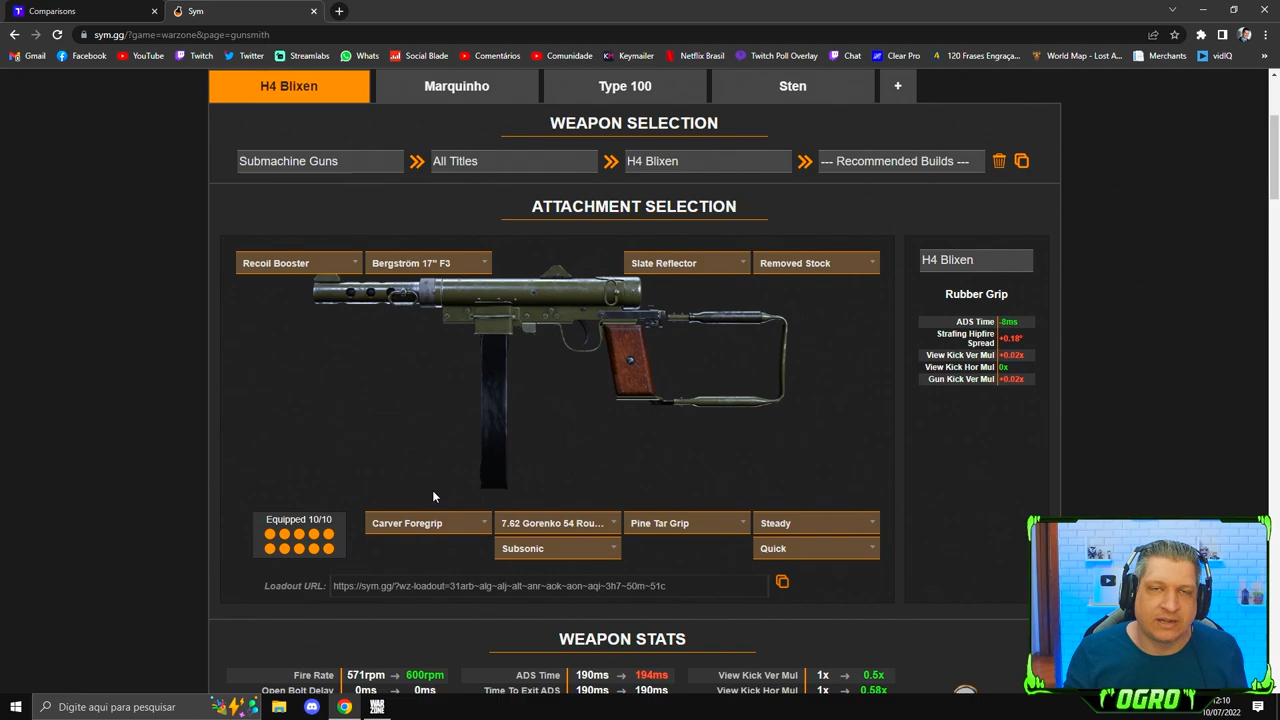 Comparisons
Sym
sym.gg/?game=warzone&page=gunsmith
Gmail Facebook YouTube Twitch Twitter Streamlabs Whats Social Blade Comentários Comunidade Keymailer Netflix Brasil Twitch Poll Overlay Chat Clear Pro 120 Frases Engraça... World Map - Lost A... Merchants vidIQ
H4 Blixen Marquinho Type 100 Sten +
WEAPON SELECTION
Submachine Guns All Titles H4 Blixen --- Recommended Builds ---
ATTACHMENT SELECTION
Recoil Booster Bergström 17" F3 Slate Reflector Removed Stock
H4 Blixen
Rubber Grip
ADS Time -8ms
Strafing Hipfire Spread +0.18°
View Kick Ver Mul +0.02x
View Kick Hor Mul 0x
Gun Kick Ver Mul +0.02x
Equipped 10/10
Carver Foregrip 7.62 Gorenko 54 Rou... Pine Tar Grip Steady
Subsonic Quick
Loadout URL: https://sym.gg/?wz-loadout=31arb~alg~alj~alt~anr~aok~aon~aqi~3h7~50m~51c
WEAPON STATS
Fire Rate 571rpm → 600rpm ADS Time 190ms → 194ms View Kick Ver Mul 1x → 0.5x
Open Bolt Delay 0ms → 0ms Time To Exit ADS 190ms → 190ms View Kick Hor Mul 1x → 0.58x
OGRO
Digite aqui para pesquisar
WAR ZONE
12:10
10/07/2022